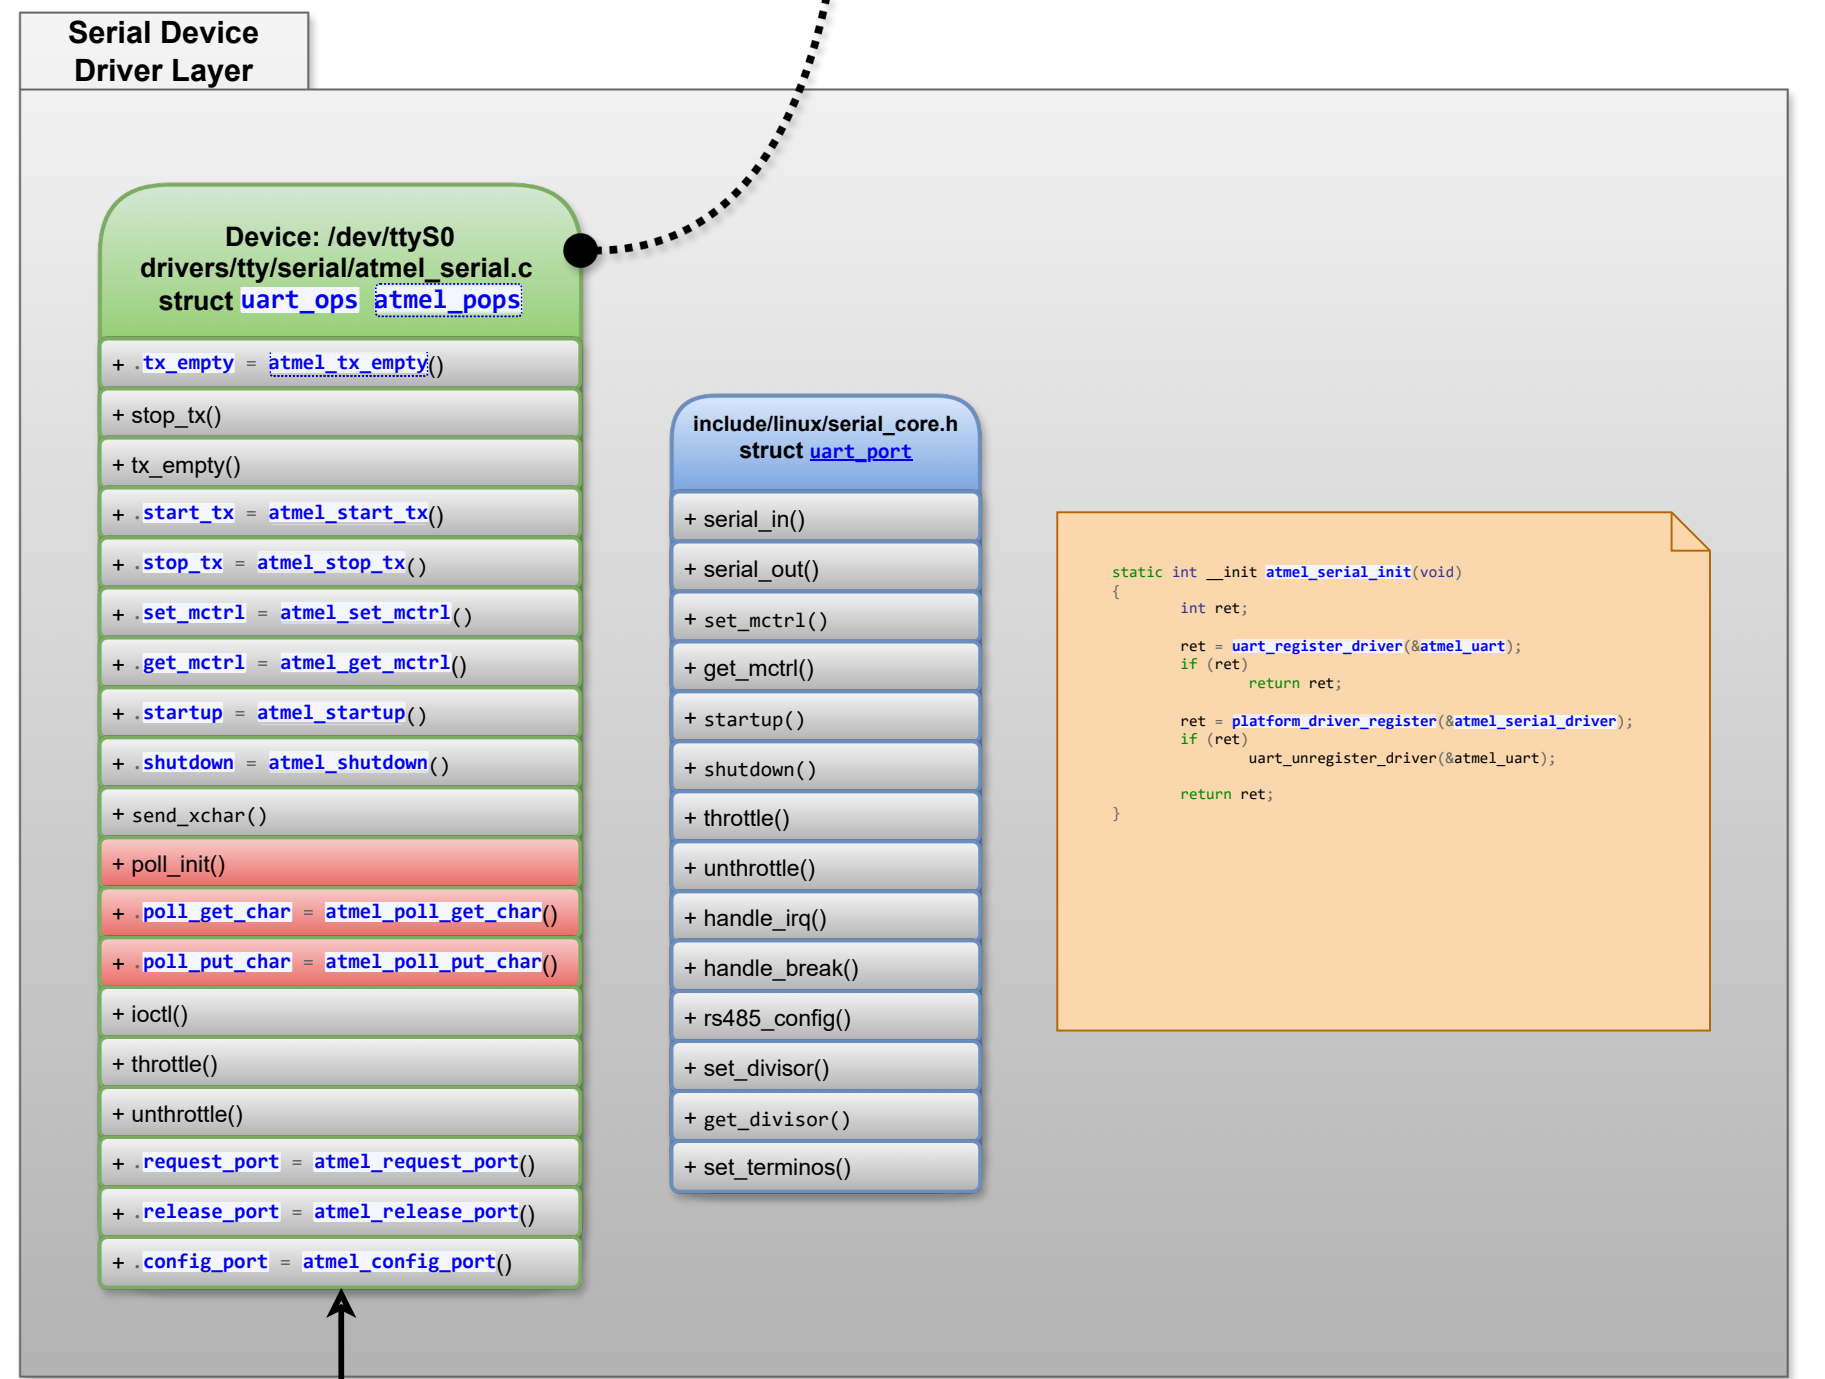 Serial Device
Driver Layer
Device: /dev/ttyS0
drivers/tty/serial/atmel_serial.c
struct uart_ops atmel_pops
+ .tx_empty = atmel_tx_empty()
+ stop_tx()
+ tx_empty()
+ .start_tx = atmel_start_tx()
+ .stop_tx = atmel_stop_tx()
+ .set_mctrl = atmel_set_mctrl()
+ .get_mctrl = atmel_get_mctrl()
+ .startup = atmel_startup()
+ .shutdown = atmel_shutdown()
+ send_xchar()
+ poll_init()
+ .poll_get_char = atmel_poll_get_char()
+ .poll_put_char = atmel_poll_put_char()
+ ioctl()
+ throttle()
+ unthrottle()
+ .request_port = atmel_request_port()
+ .release_port = atmel_release_port()
+ .config_port = atmel_config_port()
include/linux/serial_core.h
struct uart_port
+ serial_in()
+ serial_out()
+ set_mctrl()
+ get_mctrl()
+ startup()
+ shutdown()
+ throttle()
+ unthrottle()
+ handle_irq()
+ handle_break()
+ rs485_config()
+ set_divisor()
+ get_divisor()
+ set_terminos()
static int __init atmel_serial_init(void)
{
int ret;
ret = uart_register_driver(&atmel_uart);
if (ret)
return ret;
ret = platform_driver_register(&atmel_serial_driver);
if (ret)
uart_unregister_driver(&atmel_uart);
return ret;
}